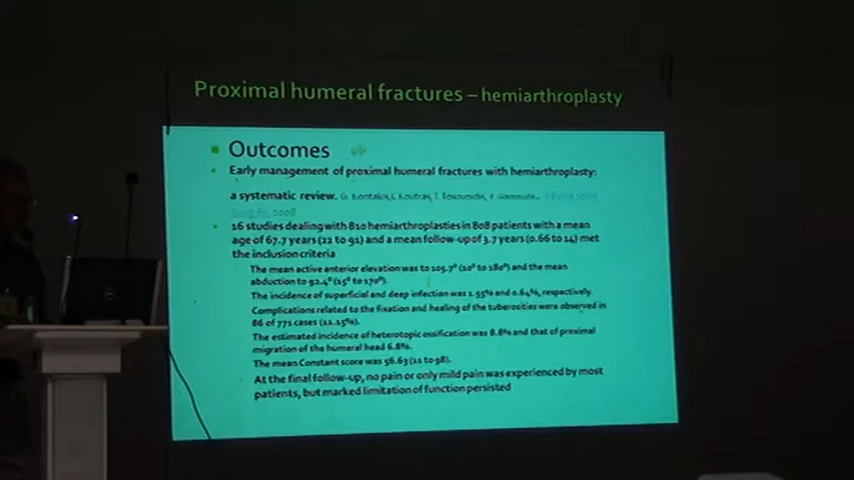 Proximal humeral fractures – hemiarthroplasty
Outcomes
Early management of proximal humeral fractures with hemiarthroplasty:
a systematic review. G. Kontakis, C Koutras, T. Tosounidis, P. Giannoudis.
2008
16 studies dealing with 810 hemiarthroplasties in 808 patients with a mean
age of 67.7 years (22 to 91) and a mean follow-up of 3.7 years (0.66 to 14) met
the inclusion criteria
The mean active anterior elevation was to 105.7° (10° to 180°) and the mean
abduction to 92.4° (15° to 170°).
The incidence of superficial and deep infection was 1.55% and 0.64%, respectively.
Complications related to the fixation and healing of the tuberosities were observed in
86 of 771 cases (11.15%).
The estimated incidence of heterotopic ossification was 8.8% and that of proximal
migration of the humeral head 6.8%.
The mean Constant score was 56.63 (11 to 98).
At the final follow-up, no pain or only mild pain was experienced by most
patients, but marked limitation of function persisted